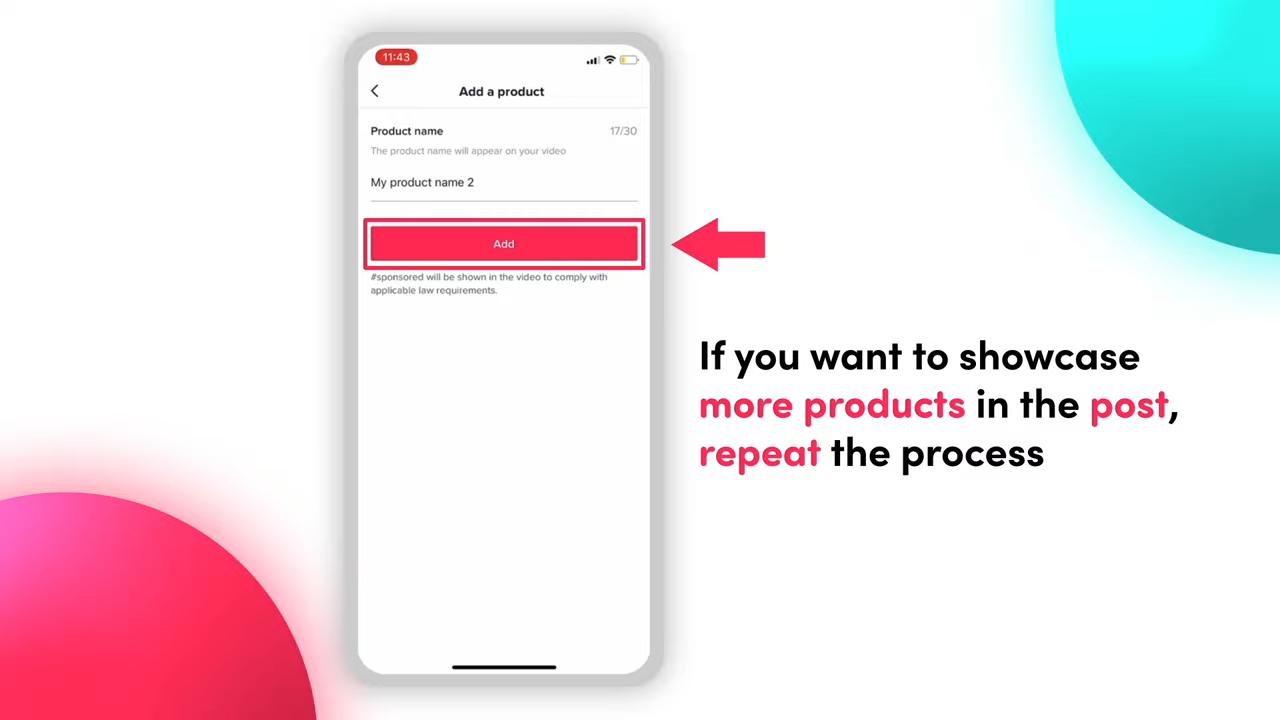 11:43
Add a product
Product name 17/30
The product name will appear on your video
My product name 2
Add
#sponsored will be shown in the video to comply with
applicable law requirements.
If you want to showcase
more products in the post,
repeat the process